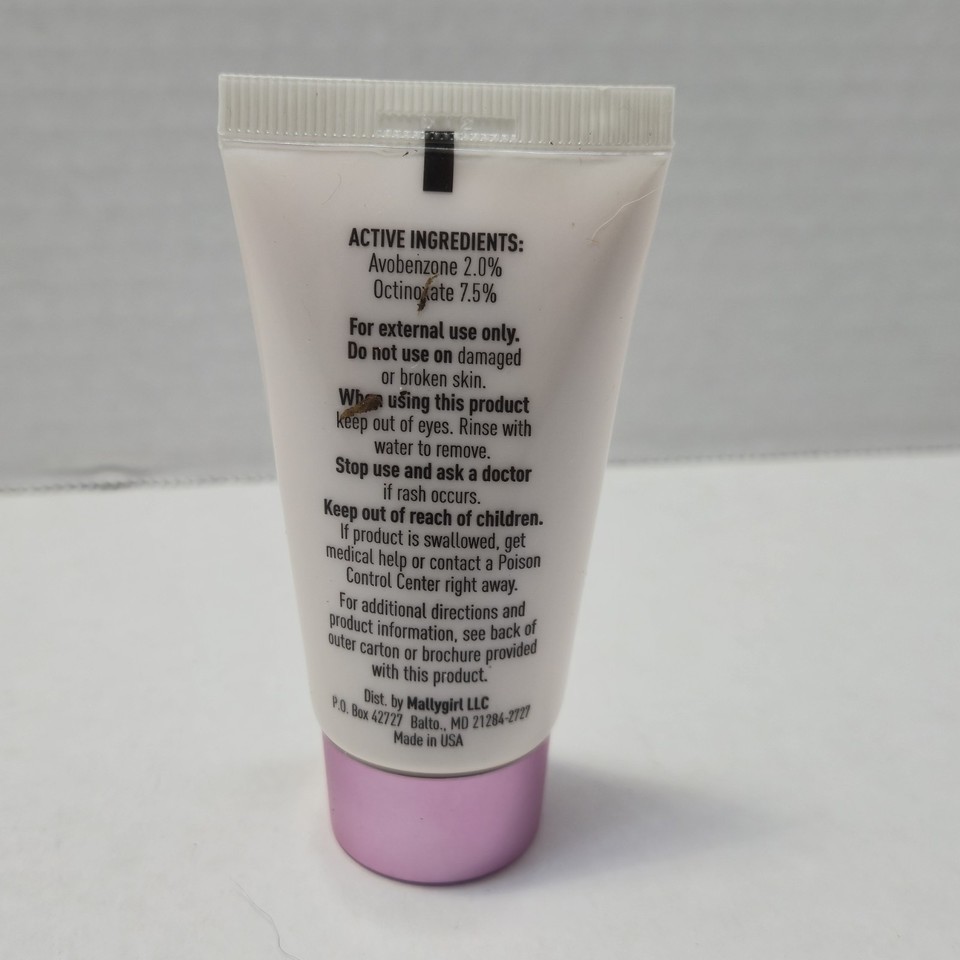 ACTIVE INGREDIENTS:
Avobenzone 2.0%
Octinoxate 7.5%
For external use only.
Do not use on damaged
or broken skin.
When using this product
keep out of eyes. Rinse with
water to remove.
Stop use and ask a doctor
if rash occurs.
Keep out of reach of children.
If product is swallowed, get
medical help or contact a Poison
Control Center right away.
For additional directions and
product information, see back of
outer carton or brochure provided
with this product.
Dist. by Mallygirl LLC
P.O. Box 42727 Balto., MD 21284-2727
Made in USA